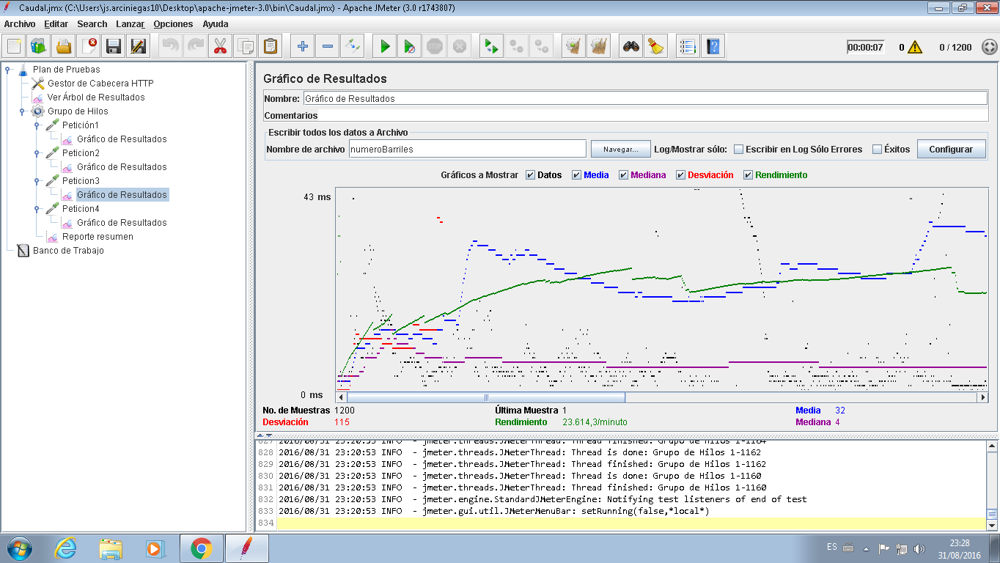 Caudal.jmx (C:\Users\js.arciniegas10\Desktop\apache-jmeter-3.0\bin\Caudal.jmx) - Apache JMeter (3.0 r1743807)
Archivo Editar Search Lanzar Opciones Ayuda
00:00:07 0 0 / 1200
Plan de Pruebas
Gestor de Cabecera HTTP
Ver Árbol de Resultados
Grupo de Hilos
Petición1
Gráfico de Resultados
Peticion2
Gráfico de Resultados
Peticion3
Gráfico de Resultados
Peticion4
Gráfico de Resultados
Reporte resumen
Banco de Trabajo
Gráfico de Resultados
Nombre: Gráfico de Resultados
Comentarios
Escribir todos los datos a Archivo
Nombre de archivo numeroBarriles Navegar... Log/Mostrar sólo: Escribir en Log Sólo Errores Éxitos Configurar
Gráficos a Mostrar Datos Media Mediana Desviación Rendimiento
43 ms
0 ms
No. de Muestras 1200 Última Muestra 1 Media 32
Desviación 115 Rendimiento 23.614,3/minuto Mediana 4
827 2016/08/31 23:20:53 INFO - jmeter.threads.JMeterThread: Thread finished: Grupo de Hilos 1-1164
828 2016/08/31 23:20:53 INFO - jmeter.threads.JMeterThread: Thread is done: Grupo de Hilos 1-1162
829 2016/08/31 23:20:53 INFO - jmeter.threads.JMeterThread: Thread finished: Grupo de Hilos 1-1162
830 2016/08/31 23:20:53 INFO - jmeter.threads.JMeterThread: Thread is done: Grupo de Hilos 1-1160
831 2016/08/31 23:20:53 INFO - jmeter.threads.JMeterThread: Thread finished: Grupo de Hilos 1-1160
832 2016/08/31 23:20:53 INFO - jmeter.engine.StandardJMeterEngine: Notifying test listeners of end of test
833 2016/08/31 23:20:53 INFO - jmeter.gui.util.JMeterMenuBar: setRunning(false,*local*)
834
ES 23:28
31/08/2016